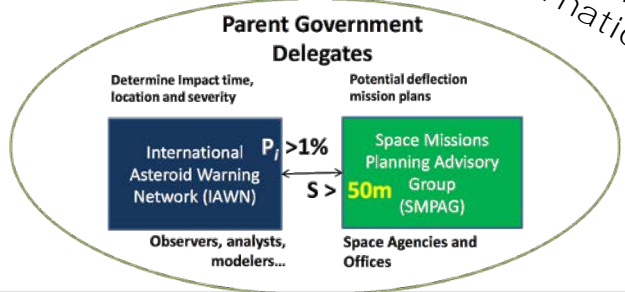 Parent Government
Delegates
Determine Impact time,
location and severity
Potential deflection
mission plans
International
Asteroid Warning
Network (IAWN)
Pi >1%
S > 50m
Space Missions
Planning Advisory
Group
(SMPAG)
Observers, analysts,
modelers...
Space Agencies and
Offices